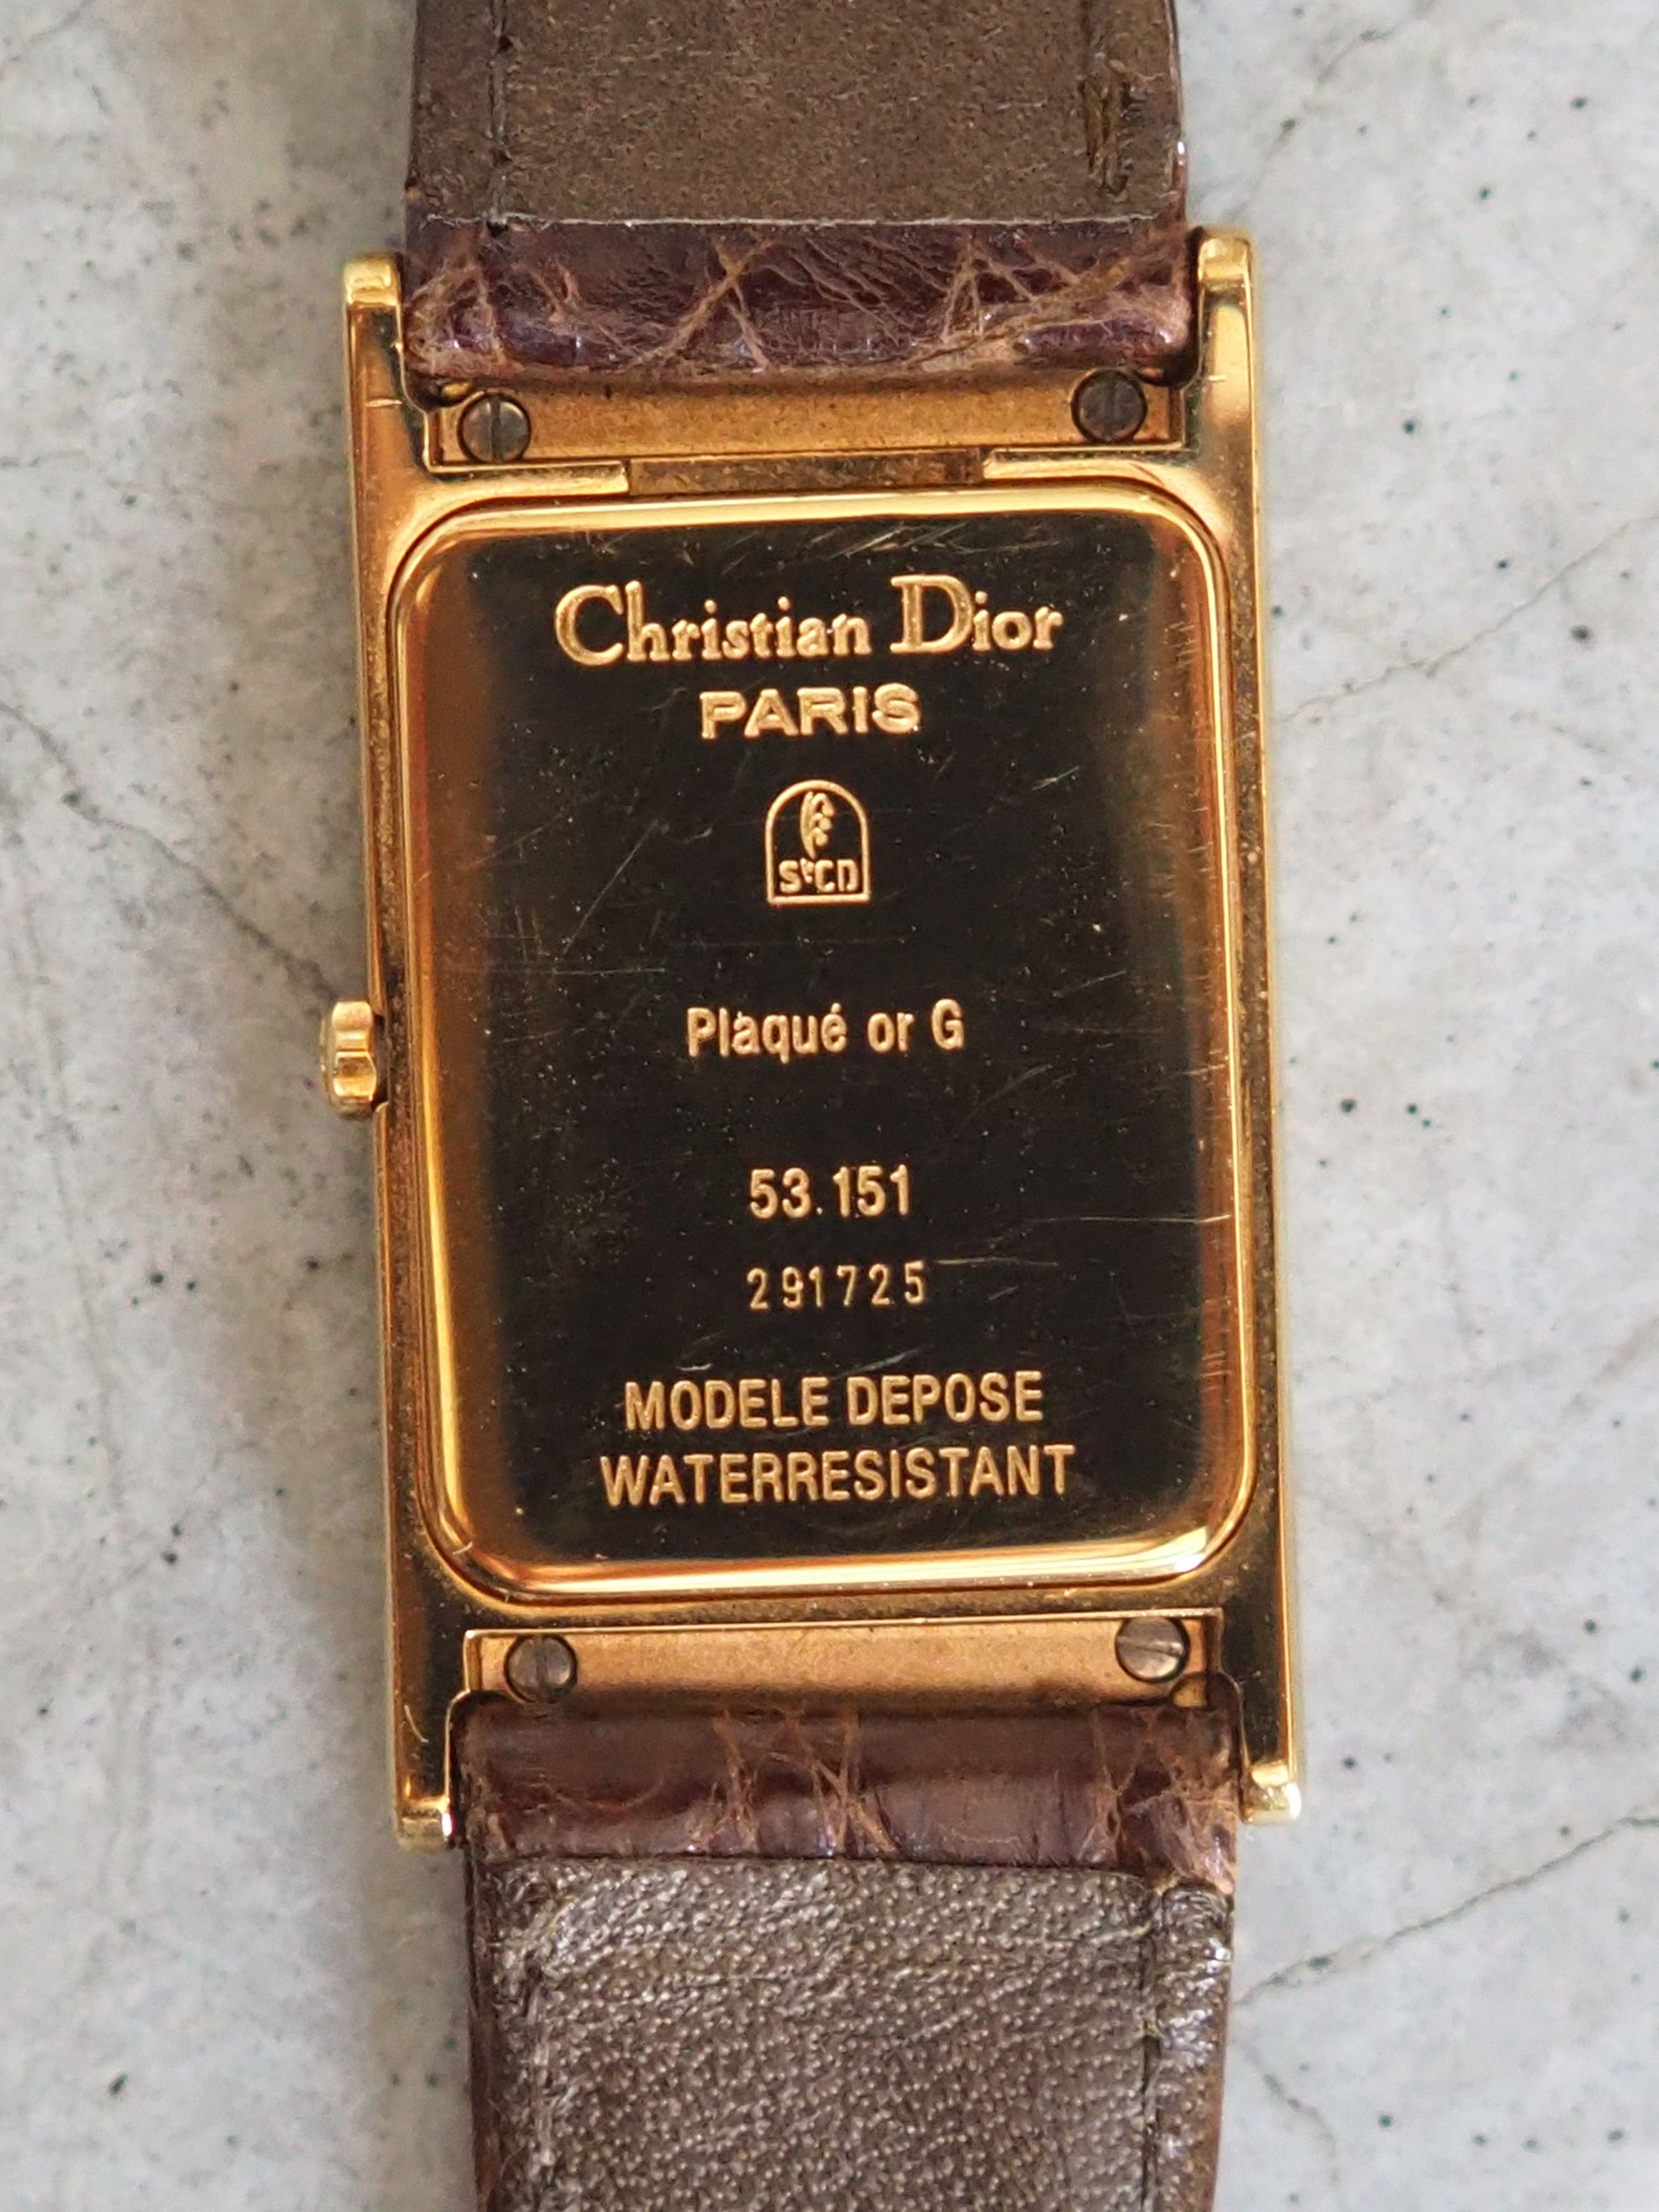 Christian Dior
PARIS
StCD
Plaqué or G
53.151
291725
MODELE DEPOSE
WATERRESISTANT